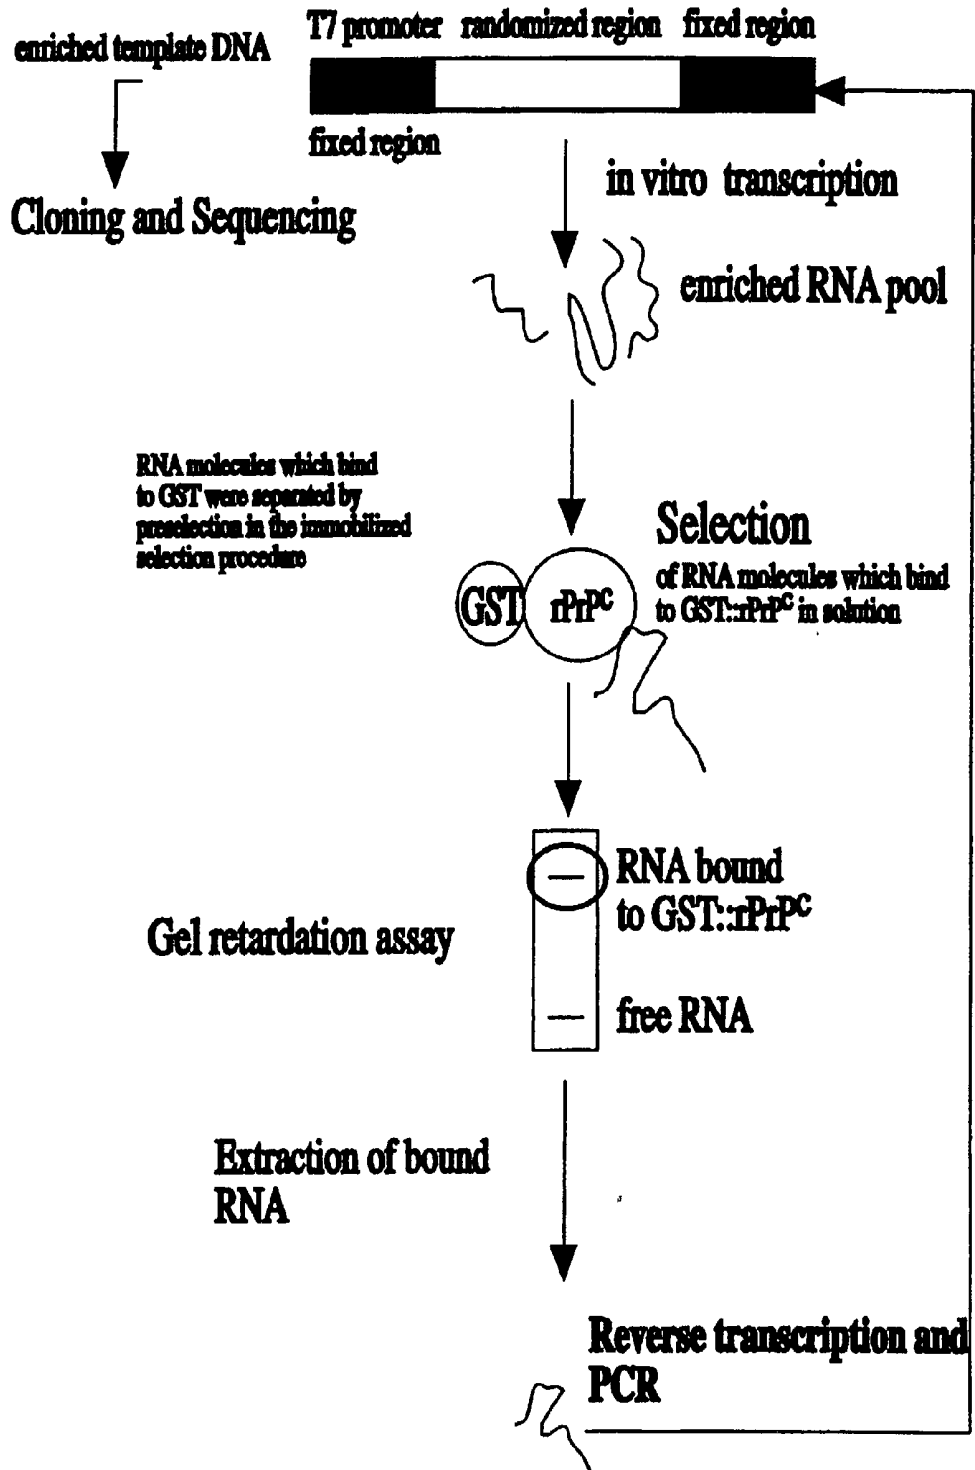 T7 promoter randomized region fixed region
enriched template DNA
fixed region
Cloning and Sequencing
in vitro transcription
enriched RNA pool
RNA molecules which bind
to GST were separated by
preselection in the immobilized
selection procedure
Selection
of RNA molecules which bind
to GST::rPrPᶜ in solution
GST
rPrPᶜ
RNA bound
to GST::rPrPᶜ
Gel retardation assay
free RNA
Extraction of bound
RNA
Reverse transcription and
PCR